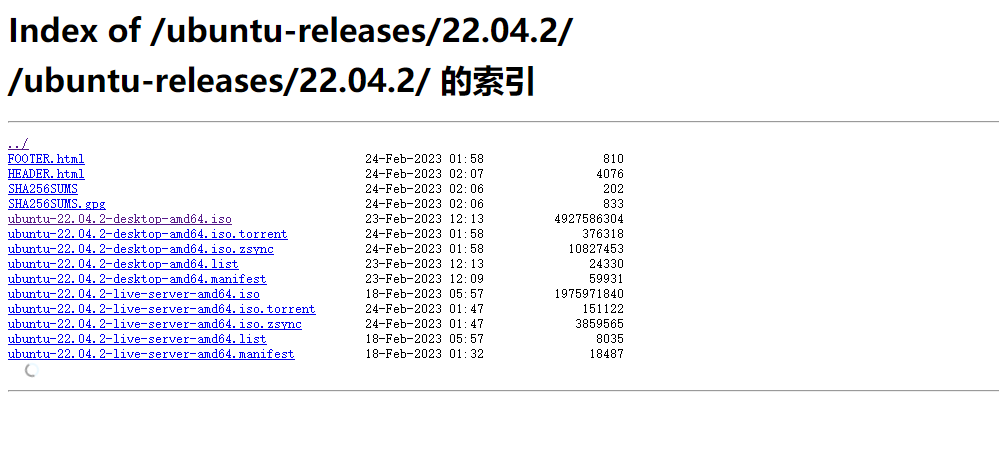 Index of /ubuntu-releases/22.04.2/
/ubuntu-releases/22.04.2/ 的索引
../
FOOTER.html 24-Feb-2023 01:58 810
HEADER.html 24-Feb-2023 02:07 4076
SHA256SUMS 24-Feb-2023 02:06 202
SHA256SUMS.gpg 24-Feb-2023 02:06 833
ubuntu-22.04.2-desktop-amd64.iso 23-Feb-2023 12:13 4927586304
ubuntu-22.04.2-desktop-amd64.iso.torrent 24-Feb-2023 01:58 376318
ubuntu-22.04.2-desktop-amd64.iso.zsync 24-Feb-2023 01:58 10827453
ubuntu-22.04.2-desktop-amd64.list 23-Feb-2023 12:13 24330
ubuntu-22.04.2-desktop-amd64.manifest 23-Feb-2023 12:09 59931
ubuntu-22.04.2-live-server-amd64.iso 18-Feb-2023 05:57 1975971840
ubuntu-22.04.2-live-server-amd64.iso.torrent 24-Feb-2023 01:47 151122
ubuntu-22.04.2-live-server-amd64.iso.zsync 24-Feb-2023 01:47 3859565
ubuntu-22.04.2-live-server-amd64.list 18-Feb-2023 05:57 8035
ubuntu-22.04.2-live-server-amd64.manifest 18-Feb-2023 01:32 18487